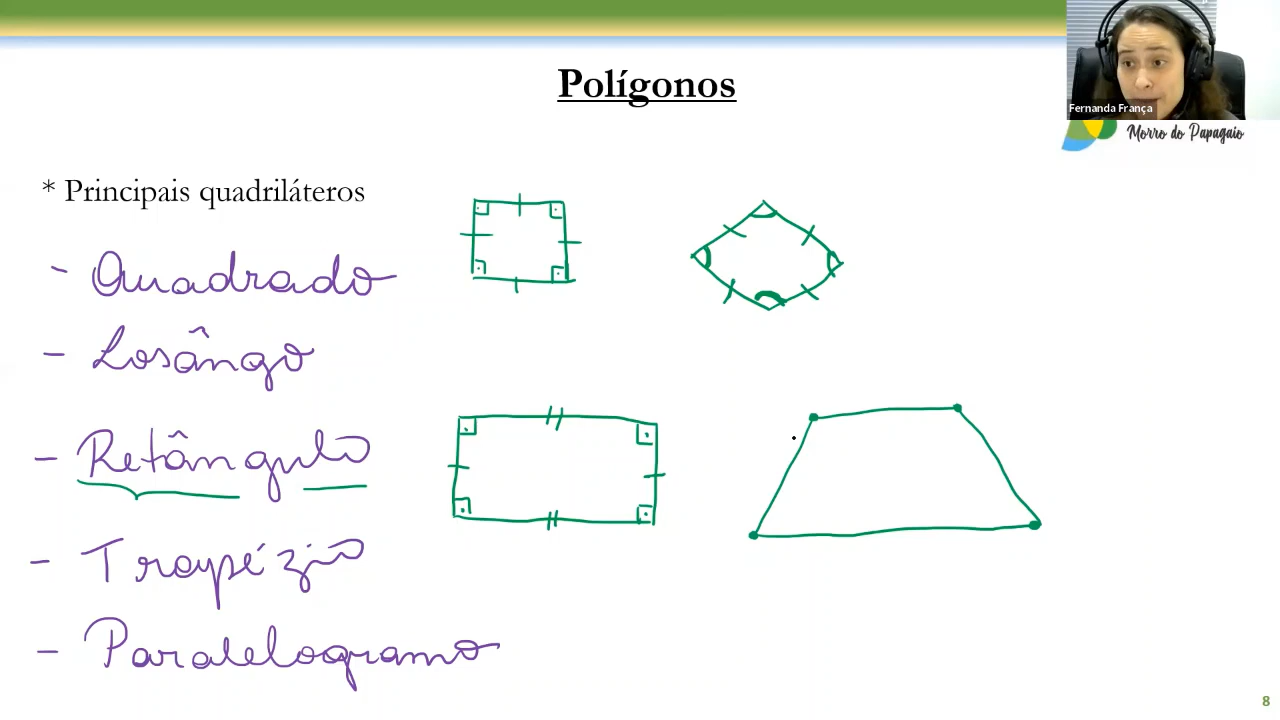 Polígonos
Fernanda França
Morro do Papagaio
* Principais quadriláteros
- Quadrado
- Losângo
- Retângulo
- Trapézio
- Paralelogramo
8